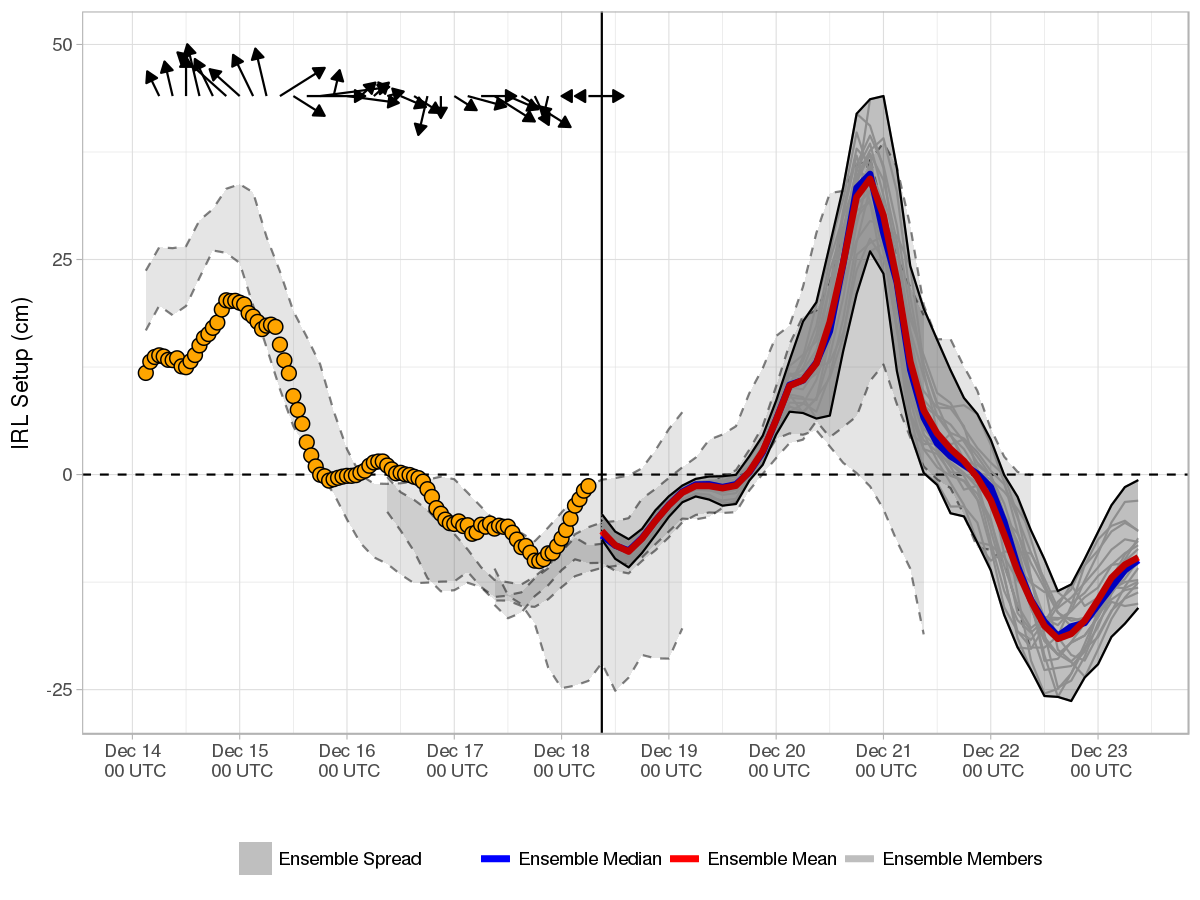 50
25
0
-25
IRL Setup (cm)
Dec 14 Dec 15 Dec 16 Dec 17 Dec 18 Dec 19 Dec 20 Dec 21 Dec 22 Dec 23
00 UTC 00 UTC 00 UTC 00 UTC 00 UTC 00 UTC 00 UTC 00 UTC 00 UTC 00 UTC
Ensemble Spread Ensemble Median Ensemble Mean Ensemble Members